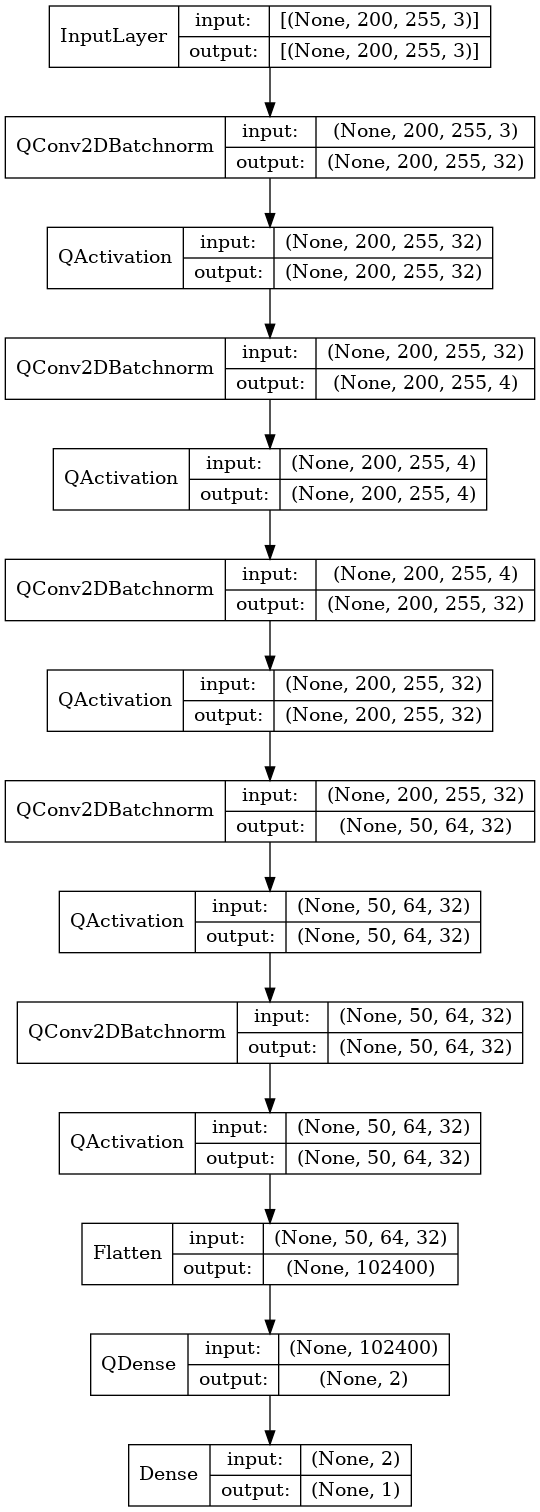 InputLayer
input: [(None, 200, 255, 3)]
output: [(None, 200, 255, 3)]
QConv2DBatchnorm
input: (None, 200, 255, 3)
output: (None, 200, 255, 32)
QActivation
input: (None, 200, 255, 32)
output: (None, 200, 255, 32)
QConv2DBatchnorm
input: (None, 200, 255, 32)
output: (None, 200, 255, 4)
QActivation
input: (None, 200, 255, 4)
output: (None, 200, 255, 4)
QConv2DBatchnorm
input: (None, 200, 255, 4)
output: (None, 200, 255, 32)
QActivation
input: (None, 200, 255, 32)
output: (None, 200, 255, 32)
QConv2DBatchnorm
input: (None, 200, 255, 32)
output: (None, 50, 64, 32)
QActivation
input: (None, 50, 64, 32)
output: (None, 50, 64, 32)
QConv2DBatchnorm
input: (None, 50, 64, 32)
output: (None, 50, 64, 32)
QActivation
input: (None, 50, 64, 32)
output: (None, 50, 64, 32)
Flatten
input: (None, 50, 64, 32)
output: (None, 102400)
QDense
input: (None, 102400)
output: (None, 2)
Dense
input: (None, 2)
output: (None, 1)